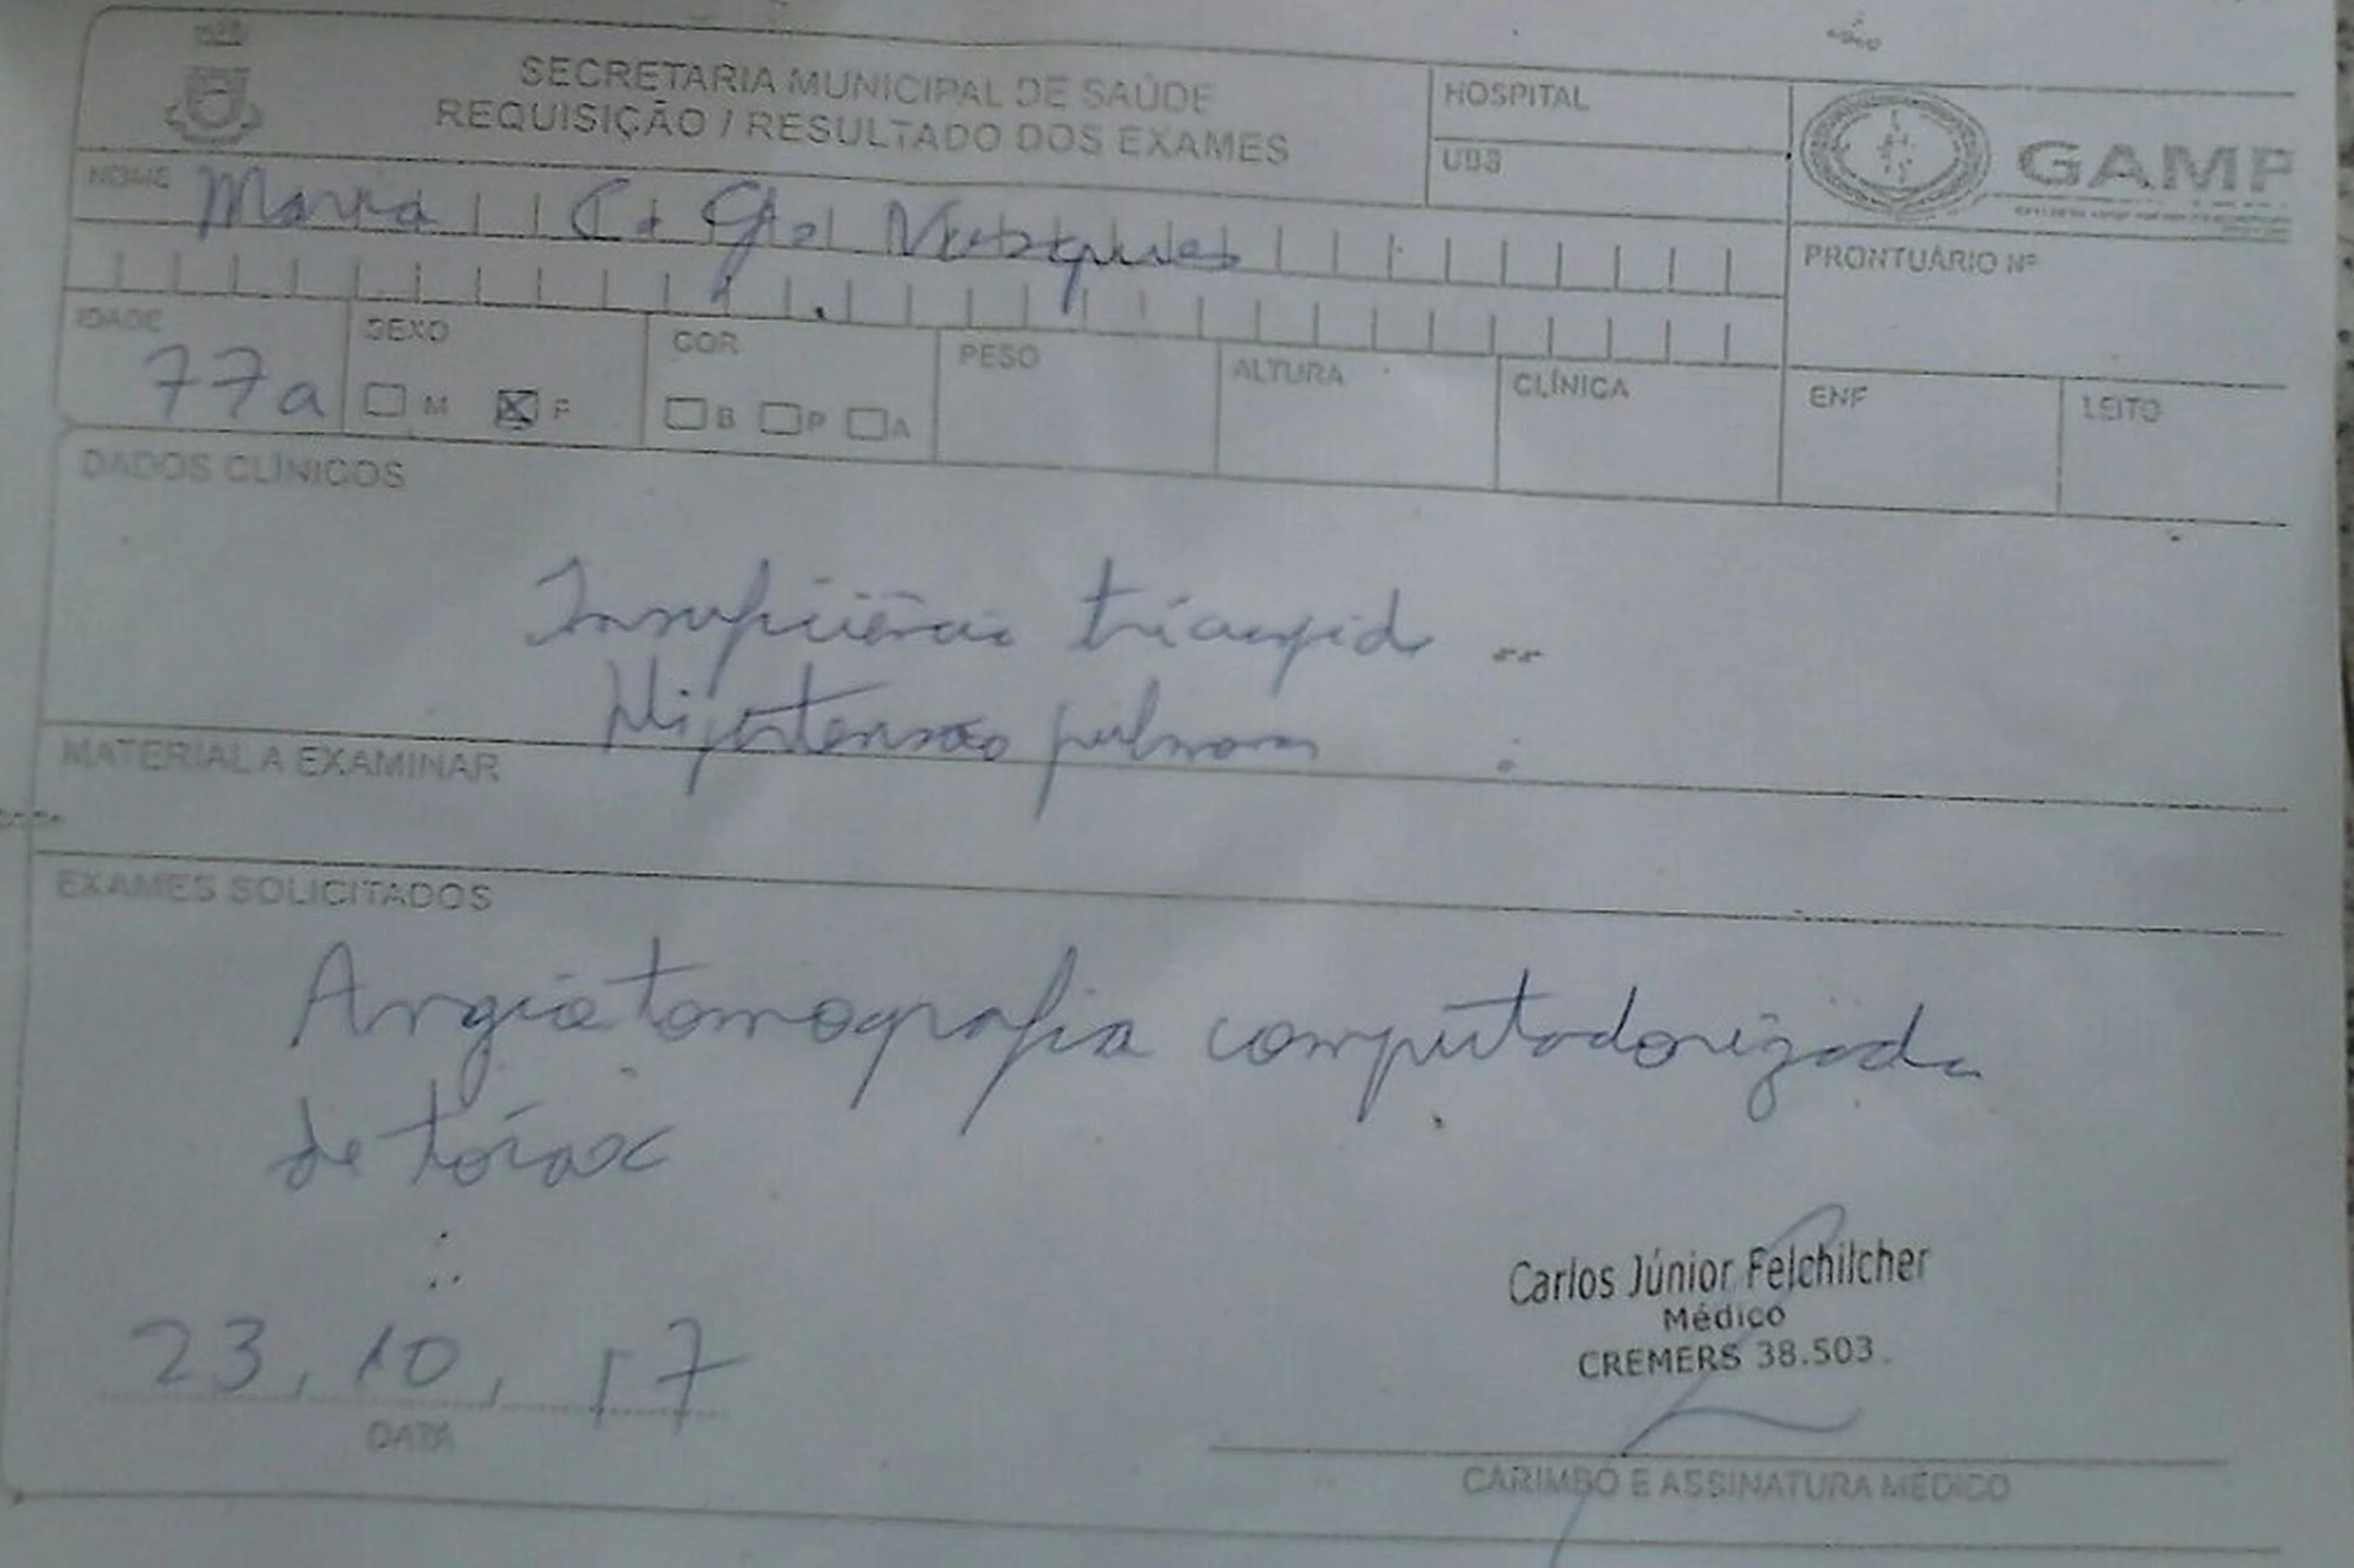 SECRETARIA MUNICIPAL DE SAÚDE
REQUISIÇÃO / RESULTADO DOS EXAMES
HOSPITAL
UBS
GAMP
NOME Maria
PRONTUÁRIO Nº
IDADE 77a
SEXO M F
COR B P A
PESO
ALTURA
CLÍNICA
ENF
LEITO
DADOS CLÍNICOS
Insuficiência tricuspid
Hipertensão pulmonar
MATERIAL A EXAMINAR
EXAMES SOLICITADOS
Angiotomografia computadorizada
de tórax
Carlos Júnior Felchilcher
Médico
CREMERS 38.503
23, 10, 17
DATA
CARIMBO E ASSINATURA MÉDICO